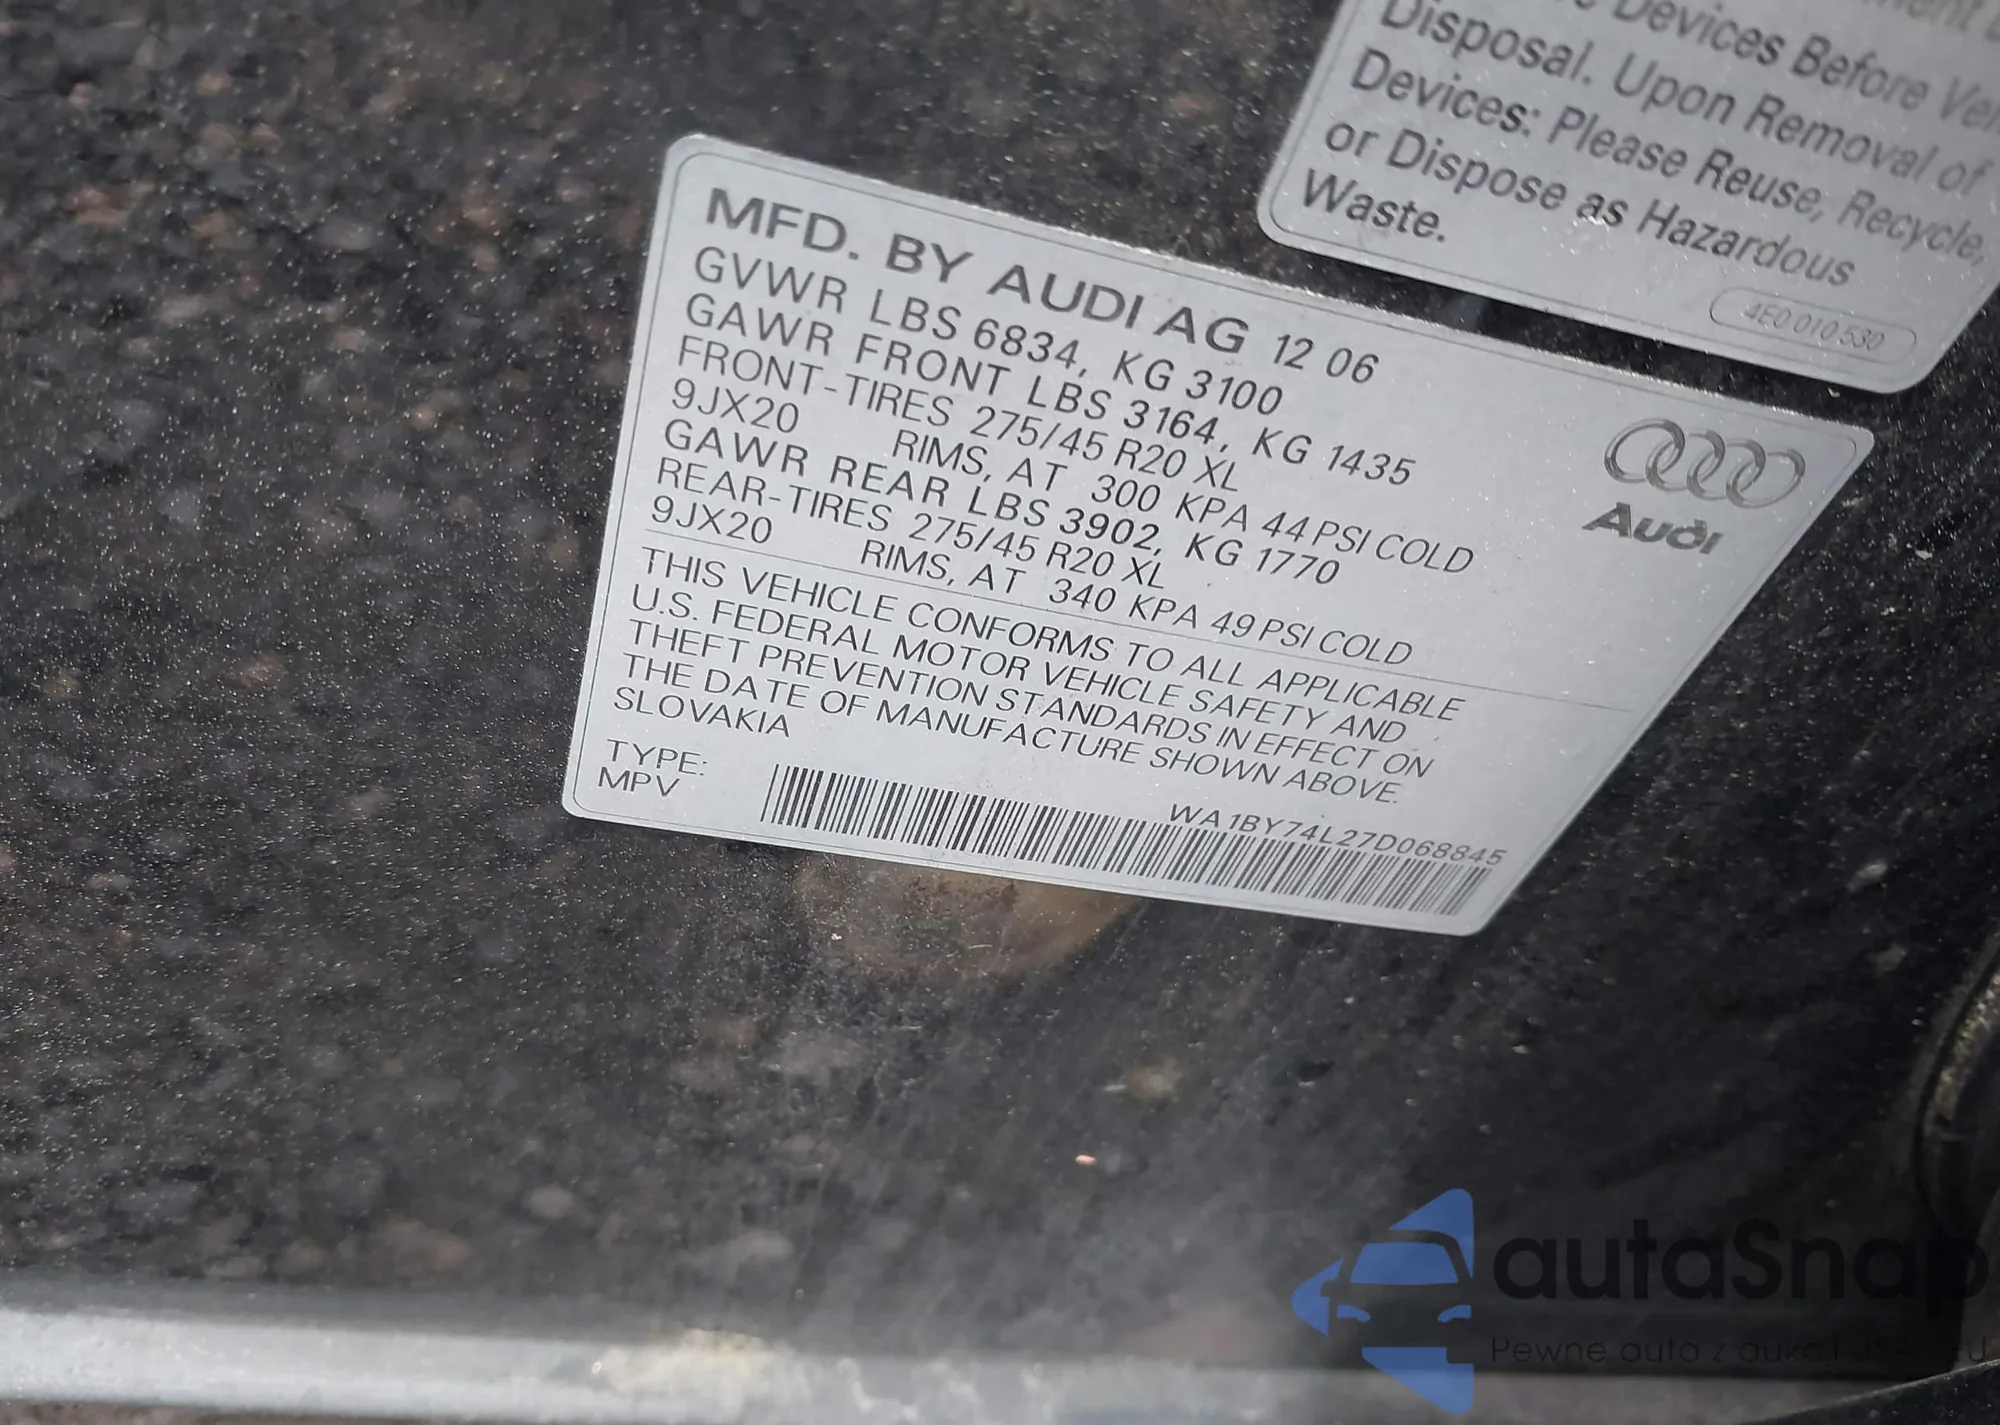 Devices Before
Disposal. Upon Removal of
Devices: Please Reuse, Recycle,
or Dispose as Hazardous
Waste.
4E0 010 530
MFD. BY AUDI AG 12 06
GVWR LBS 6834, KG 3100
GAWR FRONT LBS 3164, KG 1435
FRONT-TIRES 275/45 R20 XL
9JX20 RIMS, AT 300 KPA 44 PSI COLD
GAWR REAR LBS 3902, KG 1770
REAR-TIRES 275/45 R20 XL
9JX20 RIMS, AT 340 KPA 49 PSI COLD
Audi
THIS VEHICLE CONFORMS TO ALL APPLICABLE
U.S. FEDERAL MOTOR VEHICLE SAFETY AND
THEFT PREVENTION STANDARDS IN EFFECT ON
THE DATE OF MANUFACTURE SHOWN ABOVE.
SLOVAKIA
TYPE:
MPV
WA1BY74L27D068845
autaSnap
Pewne auta z aukcji